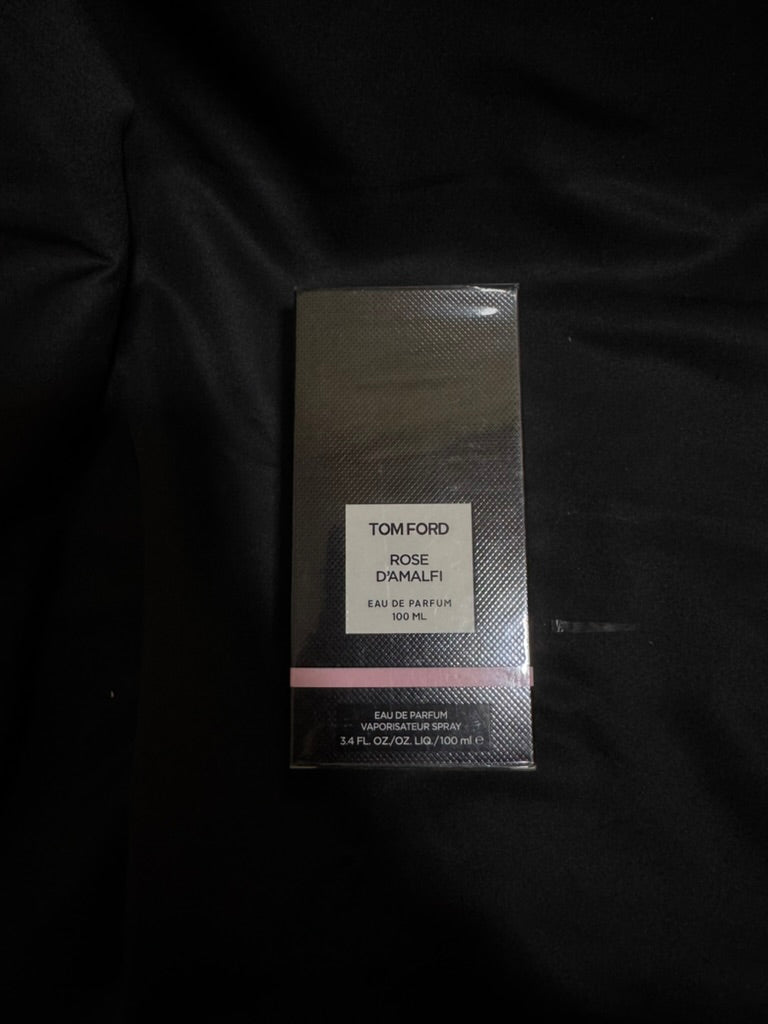 TOM FORD
ROSE
D'AMALFI
EAU DE PARFUM
100 ML
EAU DE PARFUM
VAPORISATEUR SPRAY
3.4 FL. OZ./OZ. LIQ./100 ml ℮